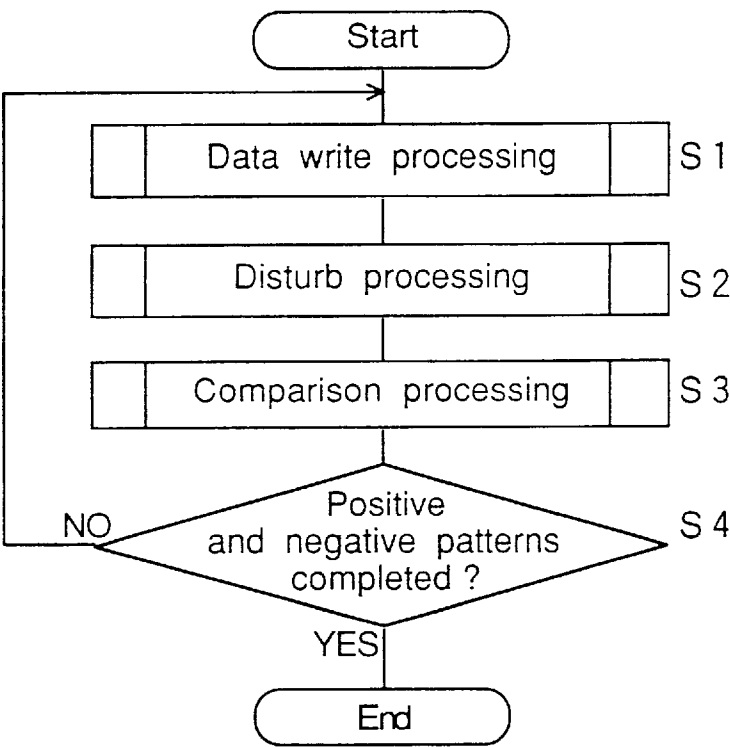 Start
Data write processing
S 1
Disturb processing
S 2
Comparison processing
S 3
Positive
and negative patterns
completed ?
S 4
NO
YES
End